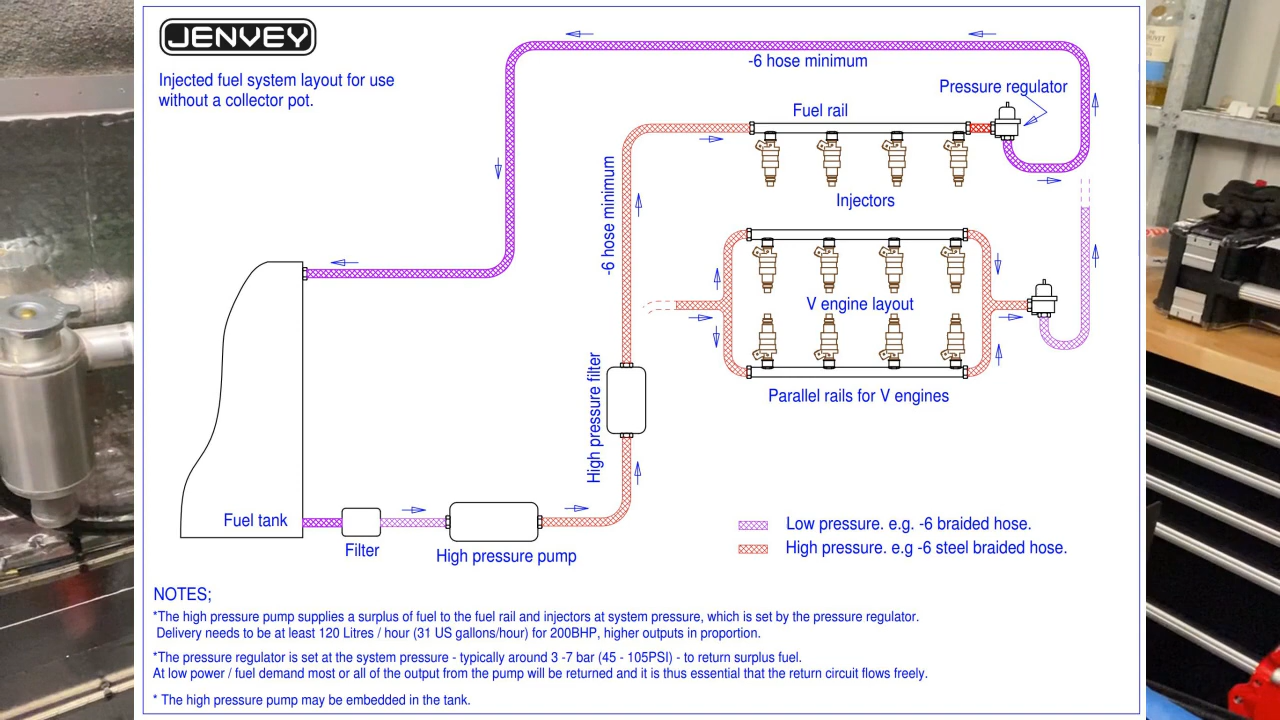 JENVEY
Injected fuel system layout for use
without a collector pot.
-6 hose minimum
Pressure regulator
Fuel rail
-6 hose minimum
Injectors
V engine layout
High pressure filter
Parallel rails for V engines
Fuel tank
Filter
High pressure pump
Low pressure. e.g. -6 braided hose.
High pressure. e.g -6 steel braided hose.
NOTES;
*The high pressure pump supplies a surplus of fuel to the fuel rail and injectors at system pressure, which is set by the pressure regulator.
Delivery needs to be at least 120 Litres / hour (31 US gallons/hour) for 200BHP, higher outputs in proportion.
*The pressure regulator is set at the system pressure - typically around 3 -7 bar (45 - 105PSI) - to return surplus fuel.
At low power / fuel demand most or all of the output from the pump will be returned and it is thus essential that the return circuit flows freely.
* The high pressure pump may be embedded in the tank.